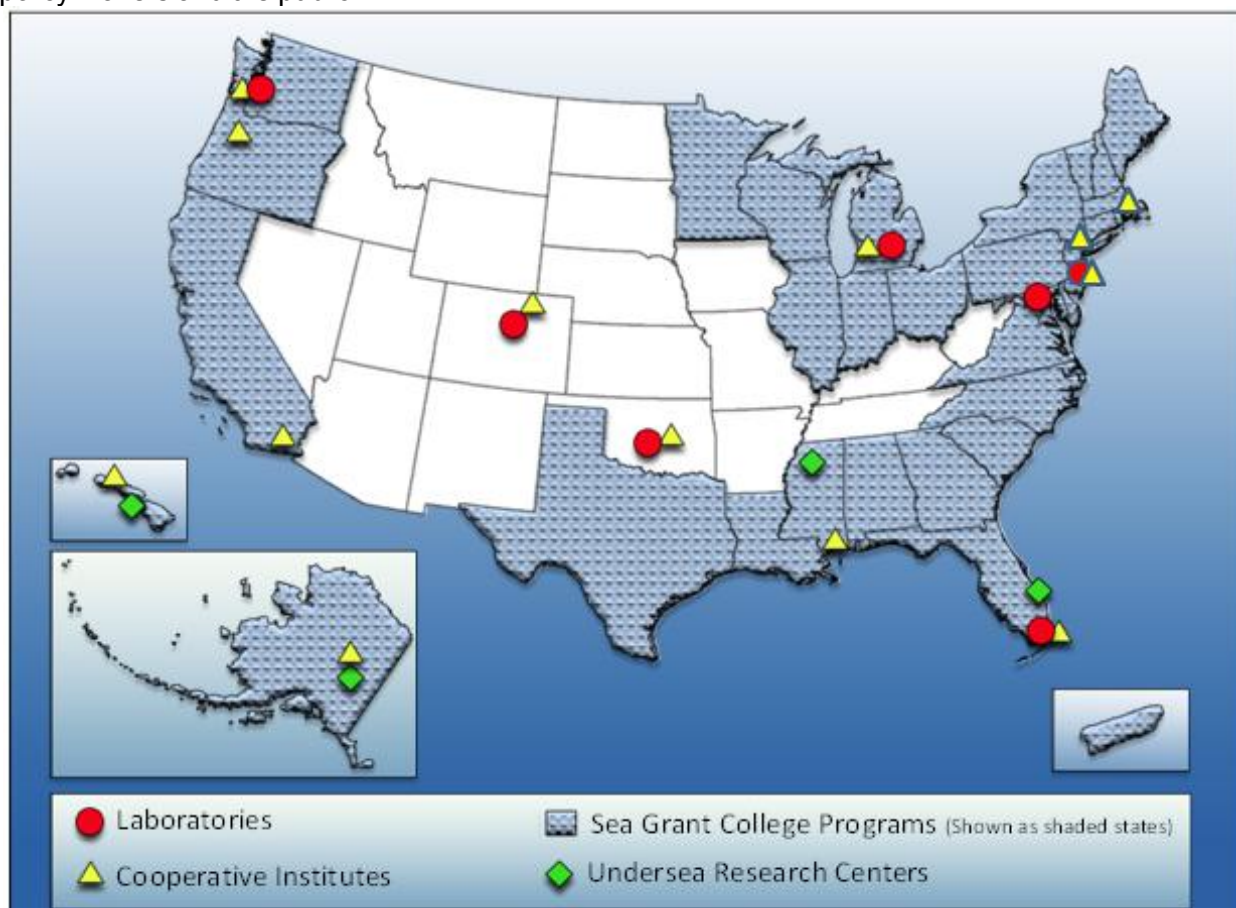 Laboratories
Sea Grant College Programs (Shown as shaded states)
Cooperative Institutes
Undersea Research Centers